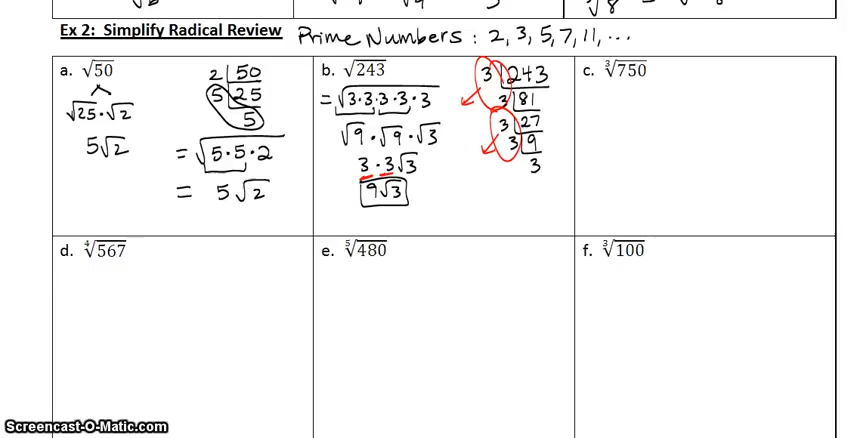 Ex 2: Simplify Radical Review Prime Numbers : 2, 3, 5, 7, 11, ...
a. √50
√25 · √2
5√2
2 50
5 25
5
= √5·5·2
= 5√2
b. √243
= √3·3·3·3·3
√9 · √9 · √3
3 · 3√3
9√3
3 243
3 81
3 27
3 9
3
c. ∛750
d. ∜567
e. ⁵√480
f. ∛100
Screencast-O-Matic.com